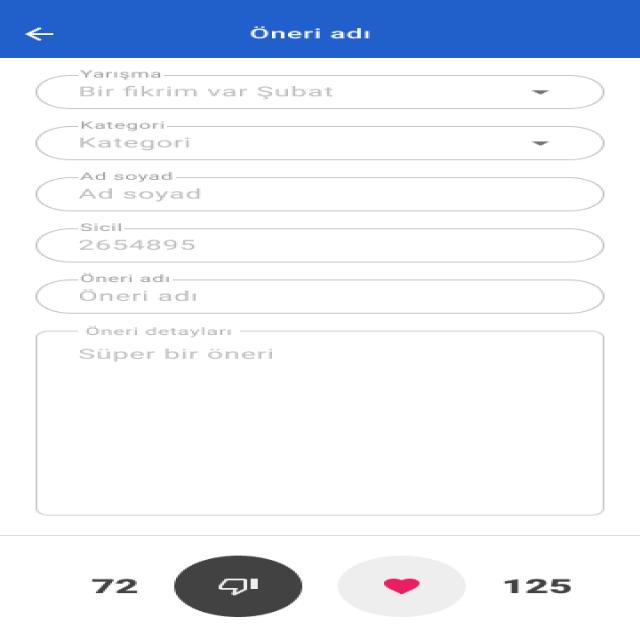 Öneri adı
Yarışma
Bir fikrim var Şubat
Kategori
Kategori
Ad soyad
Ad soyad
Sicil
2654895
Öneri adı
Öneri adı
Öneri detayları
Süper bir öneri
72 125